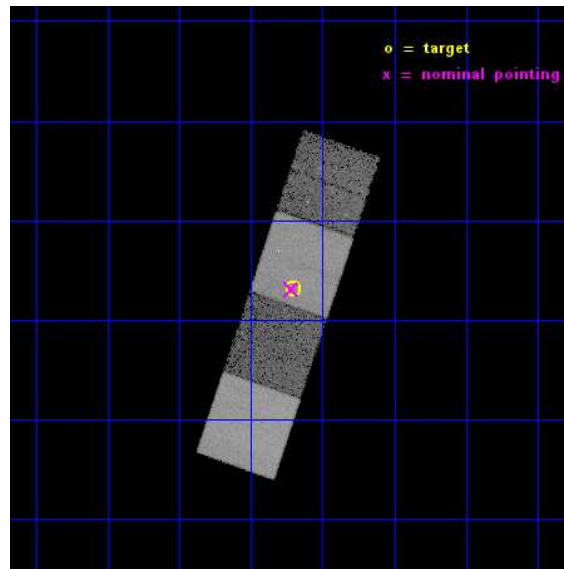 o = target
x = nominal pointing